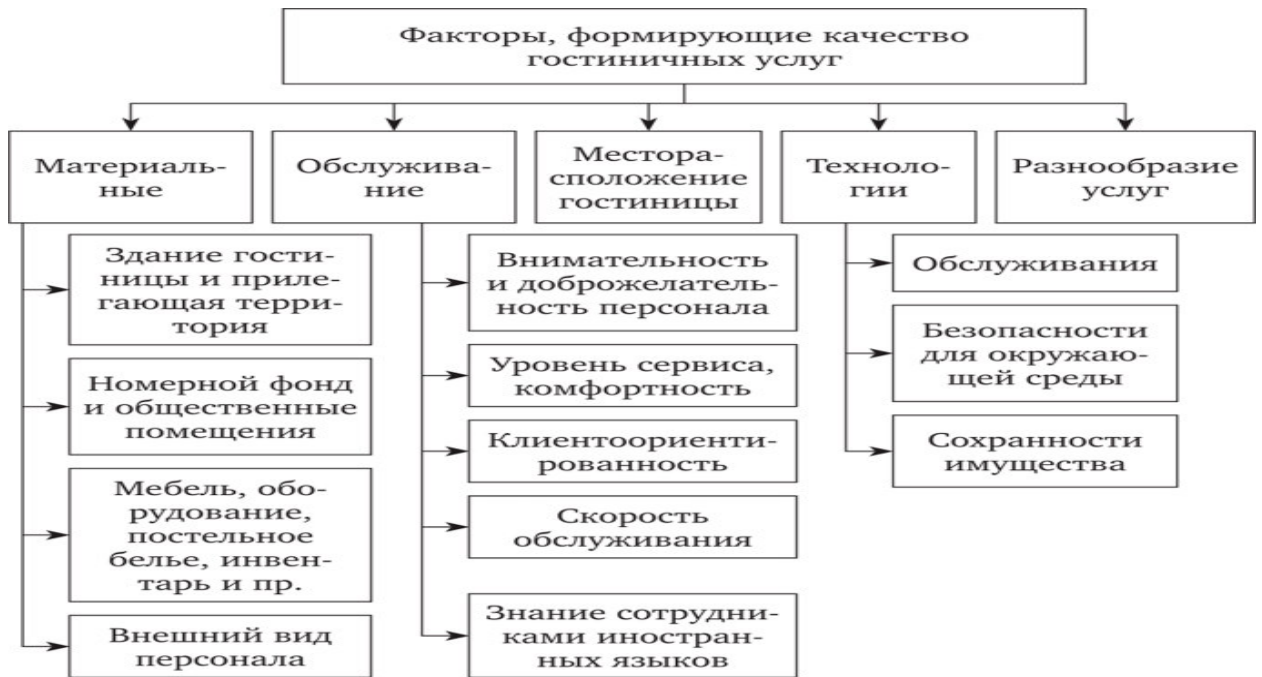 Факторы, формирующие качество
гостиничных услуг
Материаль-
ные
Обслужива-
ние
Местора-
сположение
гостиницы
Техноло-
гии
Разнообразие
услуг
Здание гости-
ницы и приле-
гающая терри-
тория
Номерной фонд
и общественные
помещения
Мебель, обо-
рудование,
постельное
белье, инвен-
тарь и пр.
Внешний вид
персонала
Внимательность
и доброжелатель-
ность персонала
Уровень сервиса,
комфортность
Клиентоориенти-
рованность
Скорость
обслуживания
Знание сотрудни-
ками иностран-
ных языков
Обслуживания
Безопасности
для окружаю-
щей среды
Сохранности
имущества